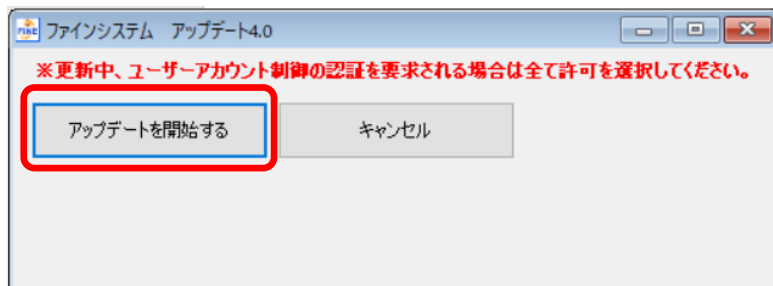 FINE ファインシステム アップデート4.0
※更新中、ユーザーアカウント制御の認証を要求される場合は全て許可を選択してください。
アップデートを開始する キャンセル